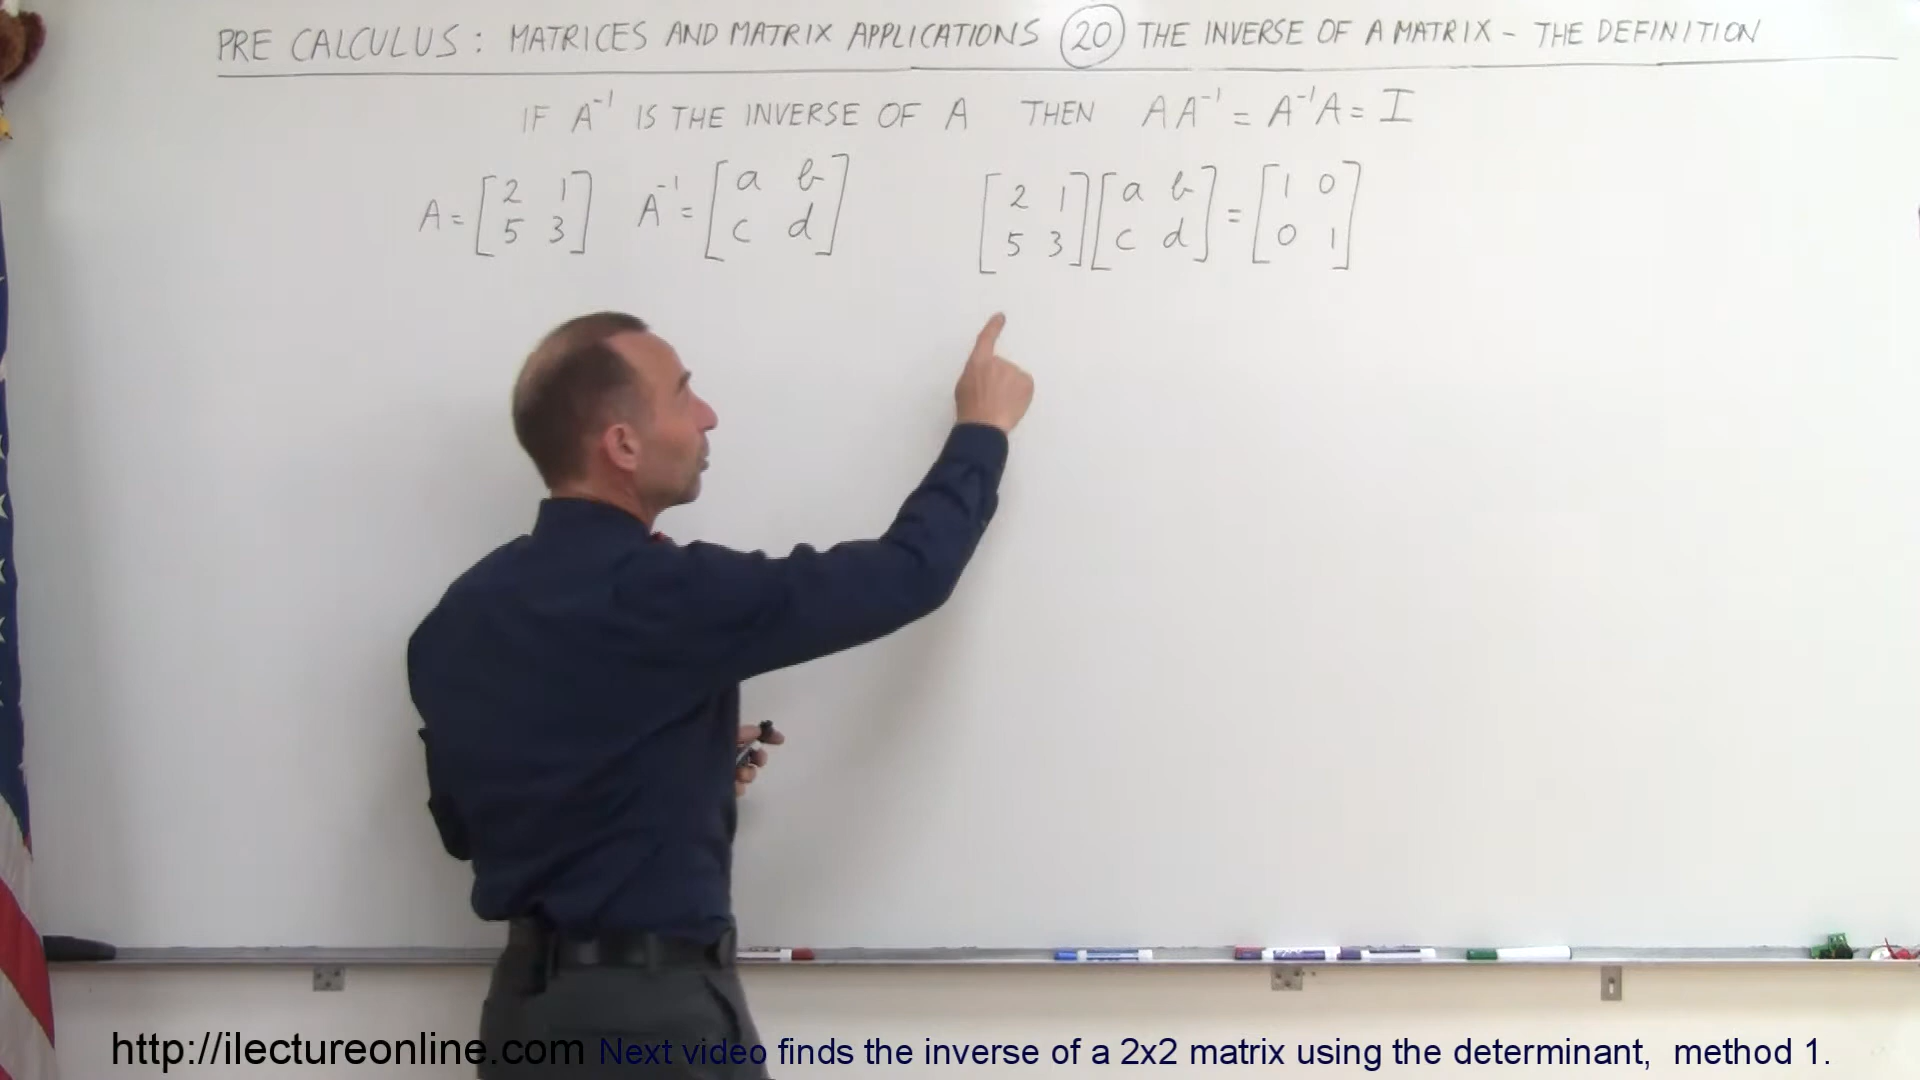 PRE CALCULUS: MATRICES AND MATRIX APPLICATIONS 20 THE INVERSE OF A MATRIX - THE DEFINITION
IF A⁻¹ IS THE INVERSE OF A THEN AA⁻¹ = A⁻¹A = I
A = [2 1 A⁻¹ = [a b [2 1][a b] = [1 0
5 3] c d] 5 3][c d] 0 1]
http://ilectureonline.com Next video finds the inverse of a 2x2 matrix using the determinant, method 1.